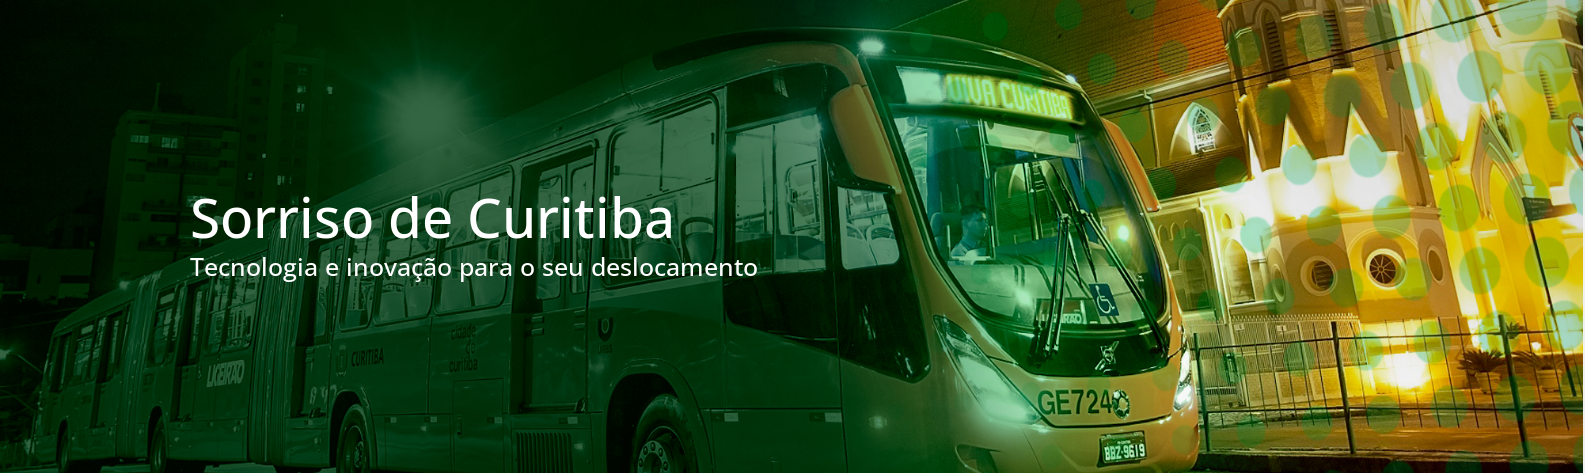 VIVA CURITIBA
Sorriso de Curitiba
Tecnologia e inovação para o seu deslocamento
cidade
curitiba
CURITIBA
LIGEIRÃO
GE724
BBZ-9619